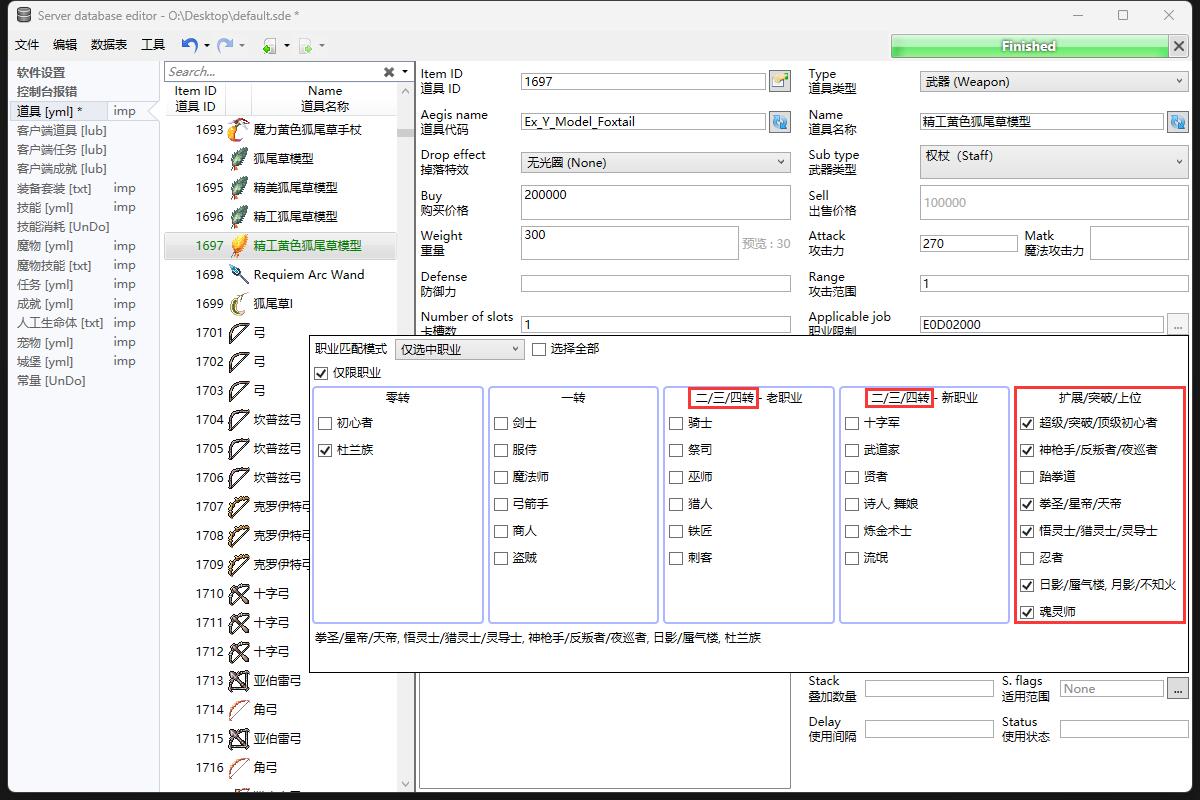 Server database editor - O:\Desktop\default.sde *
文件 编辑 数据表 工具
Finished
软件设置
控制台报错
道具 [yml] * imp
客户端道具 [lub]
客户端任务 [lub]
客户端成就 [lub]
装备套装 [txt] imp
技能 [yml] imp
技能消耗 [UnDo]
魔物 [yml] imp
魔物技能 [txt] imp
任务 [yml] imp
成就 [yml] imp
人工生命体 [txt] imp
宠物 [yml] imp
城堡 [yml] imp
常量 [UnDo]
Search...
Item ID Name
道具 ID 道具名称
1693 魔力黄色狐尾草手杖
1694 狐尾草模型
1695 精美狐尾草模型
1696 精工狐尾草模型
1697 精工黄色狐尾草模型
1698 Requiem Arc Wand
1699 狐尾草I
1701 弓
1702 弓
1703 弓
1704 坎普兹弓
1705 坎普兹弓
1706 坎普兹弓
1707 克罗伊特弓
1708 克罗伊特弓
1709 克罗伊特弓
1710 十字弓
1711 十字弓
1712 十字弓
1713 亚伯雷弓
1714 角弓
1715 亚伯雷弓
1716 角弓
Item ID
道具 ID
1697
Type
道具类型
武器 (Weapon)
Aegis name
道具代码
Ex_Y_Model_Foxtail
Name
道具名称
精工黄色狐尾草模型
Drop effect
掉落特效
无光圈 (None)
Sub type
武器类型
权杖 (Staff)
Buy
购买价格
200000
Sell
出售价格
100000
Weight
重量
300
预览 : 30
Attack
攻击力
270
Matk
魔法攻击力
Defense
防御力
Range
攻击范围
1
Number of slots
卡槽数
1
Applicable job
职业限制
E0D02000
...
职业匹配模式 仅选中职业 选择全部
仅限职业
零转
初心者
杜兰族
一转
剑士
服侍
魔法师
弓箭手
商人
盗贼
二/三/四转 - 老职业
骑士
祭司
巫师
猎人
铁匠
刺客
二/三/四转 - 新职业
十字军
武道家
贤者
诗人, 舞娘
炼金术士
流氓
扩展/突破/上位
超级/突破/顶级初心者
神枪手/反叛者/夜巡者
跆拳道
拳圣/星帝/天帝
悟灵士/猎灵士/灵导士
忍者
日影/蜃气楼, 月影/不知火
魂灵师
拳圣/星帝/天帝, 悟灵士/猎灵士/灵导士, 神枪手/反叛者/夜巡者, 日影/蜃气楼, 杜兰族
Stack
叠加数量
S. flags
适用范围
None
...
Delay
使用间隔
Status
使用状态